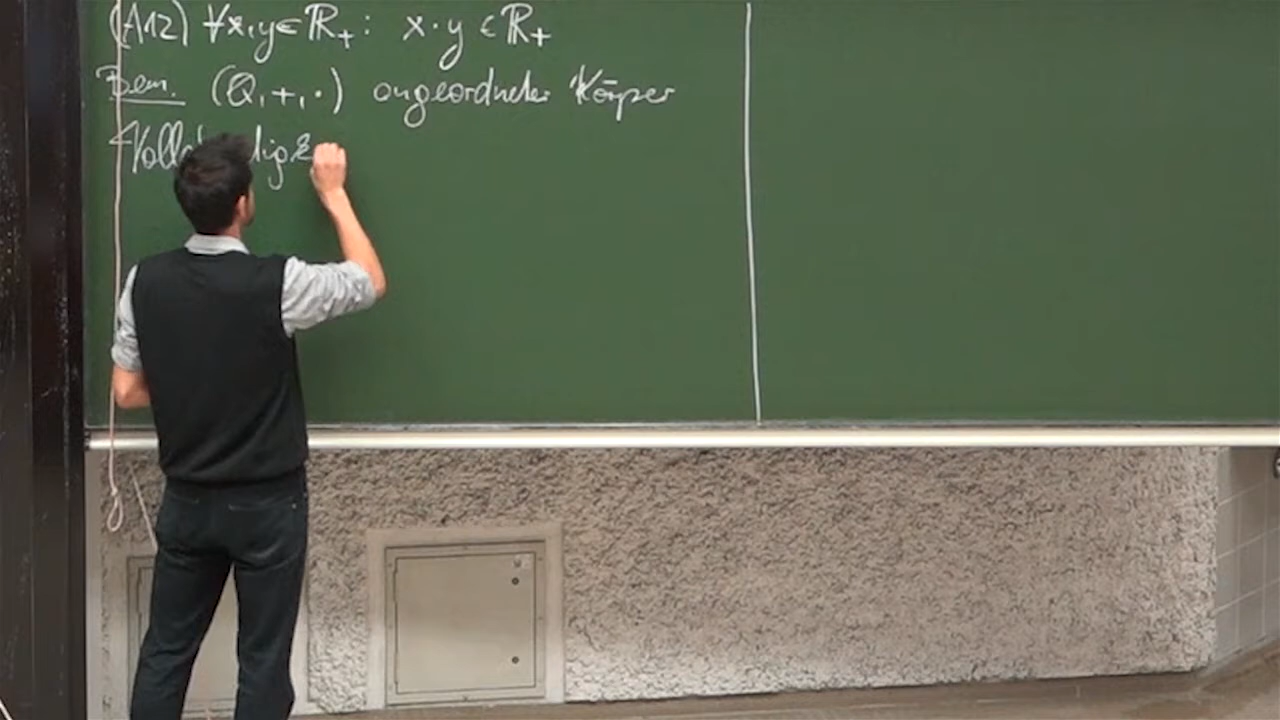 (A12) ∀x,y∈ℝ₊: x·y ∈ℝ₊
Bem. (ℚ,+,·) angeordneter Körper